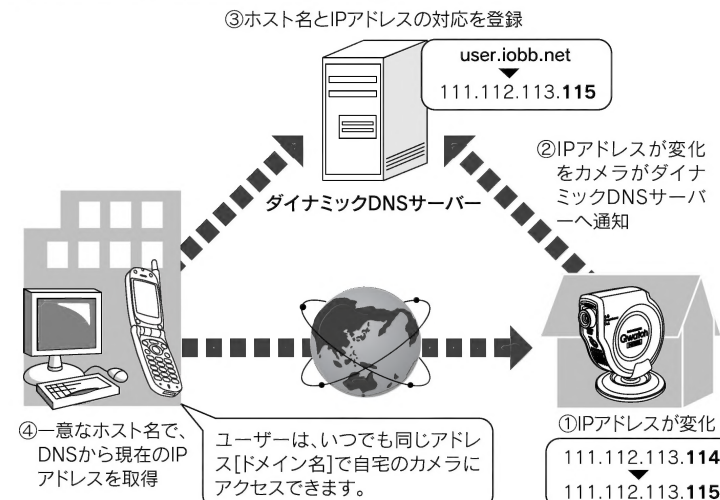 ③ホスト名とIPアドレスの対応を登録
user.iobb.net
▼
111.112.113.115
②IPアドレスが変化
をカメラがダイナ
ミックDNSサーバ
ーへ通知
ダイナミックDNSサーバー
Qwatch
①IPアドレスが変化
111.112.113.114
▼
111.112.113.115
④一意なホスト名で、
DNSから現在のIP
アドレスを取得
ユーザーは、いつでも同じアドレ
ス[ドメイン名]で自宅のカメラに
アクセスできます。